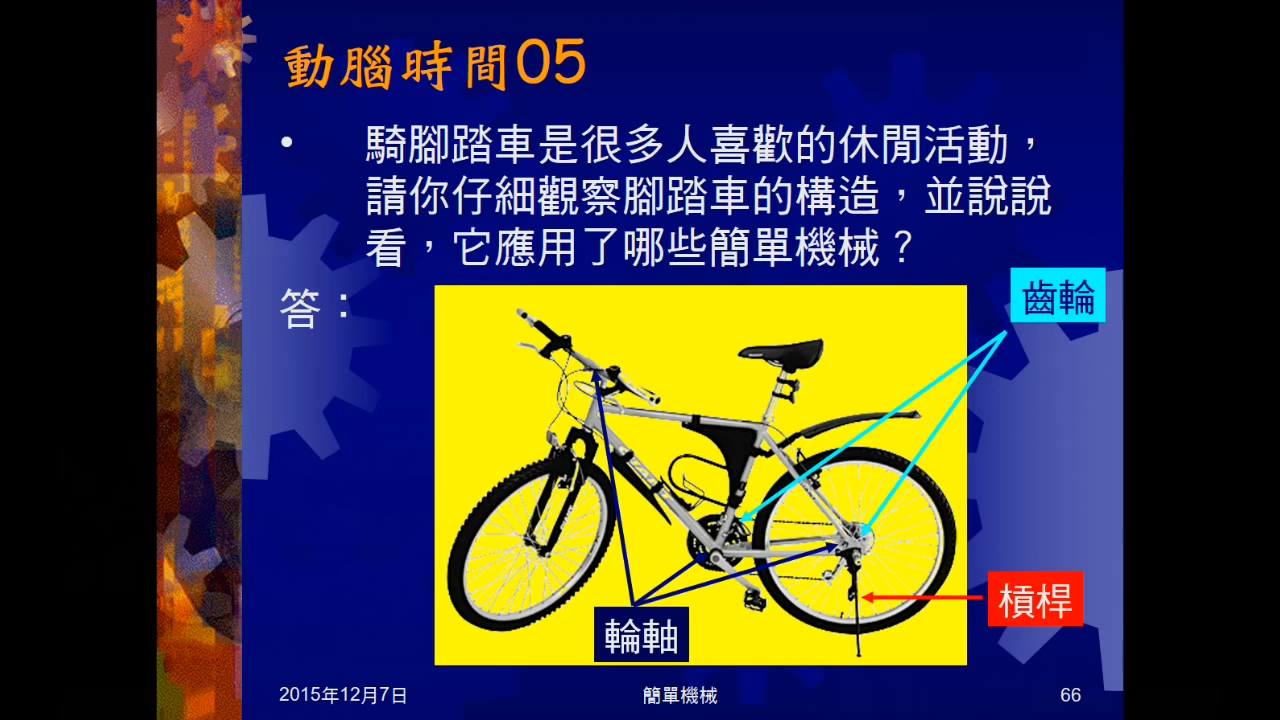 動腦時間05
• 騎腳踏車是很多人喜歡的休閒活動，
請你仔細觀察腳踏車的構造，並說說
看，它應用了哪些簡單機械？
答：
齒輪
槓桿
輪軸
2015年12月7日 簡單機械 66